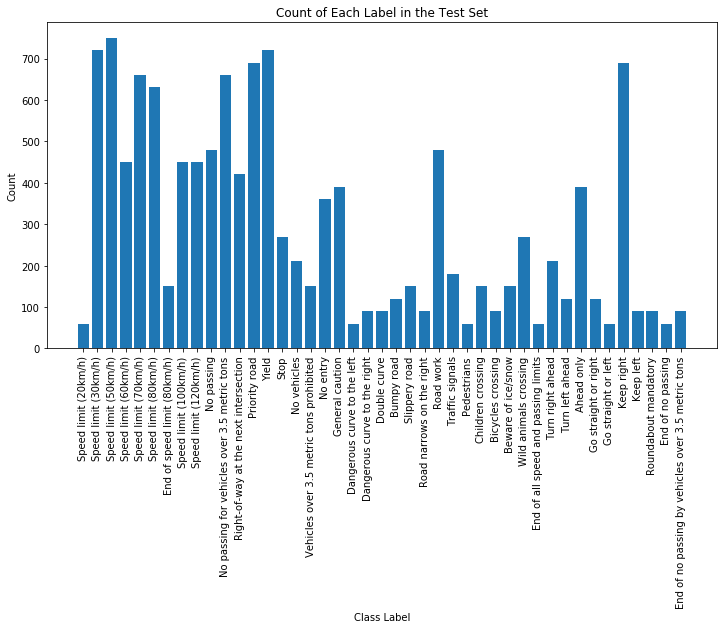 Count of Each Label in the Test Set
Count
700
600
500
400
300
200
100
0
Speed limit (20km/h)
Speed limit (30km/h)
Speed limit (50km/h)
Speed limit (60km/h)
Speed limit (70km/h)
Speed limit (80km/h)
End of speed limit (80km/h)
Speed limit (100km/h)
Speed limit (120km/h)
No passing
No passing for vehicles over 3.5 metric tons
Right-of-way at the next intersection
Priority road
Yield
Stop
No vehicles
Vehicles over 3.5 metric tons prohibited
No entry
General caution
Dangerous curve to the left
Dangerous curve to the right
Double curve
Bumpy road
Slippery road
Road narrows on the right
Road work
Traffic signals
Pedestrians
Children crossing
Bicycles crossing
Beware of ice/snow
Wild animals crossing
End of all speed and passing limits
Turn right ahead
Turn left ahead
Ahead only
Go straight or right
Go straight or left
Keep right
Keep left
Roundabout mandatory
End of no passing
End of no passing by vehicles over 3.5 metric tons
Class Label